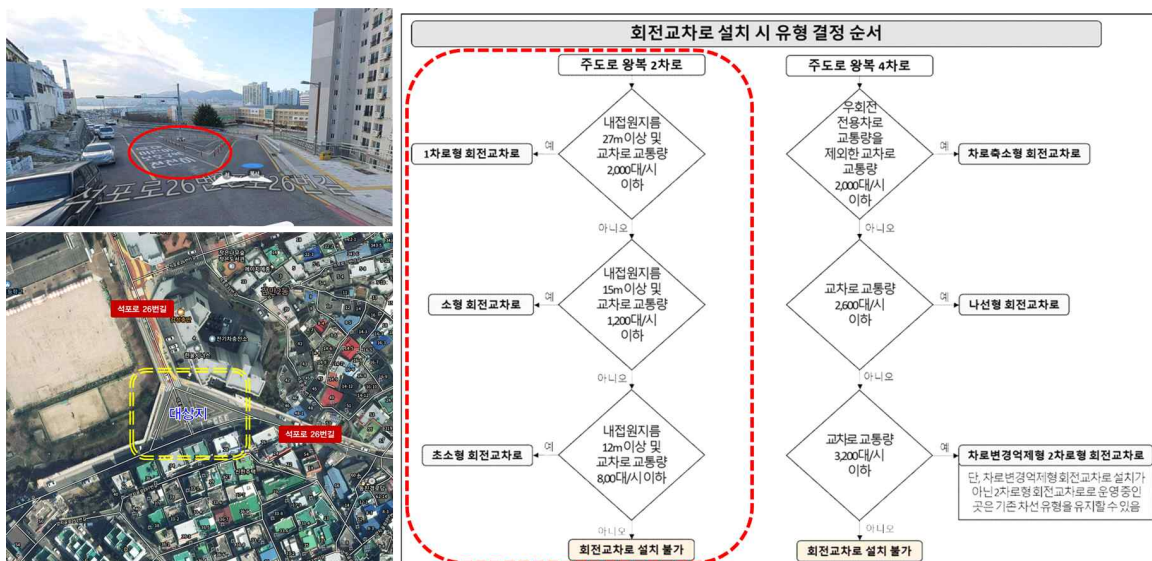 회전교차로 설치 시 유형 결정 순서
주도로 왕복 2차로
내접원지름
27m 이상 및
교차로 교통량
2,000대/시
이하
예
1차로형 회전교차로
아니오
내접원지름
15m 이상 및
교차로 교통량
1,200대/시
이하
예
소형 회전교차로
아니오
내접원지름
12m 이상 및
교차로 교통량
8,00대/시 이하
예
초소형 회전교차로
아니오
회전교차로 설치 불가
주도로 왕복 4차로
우회전
전용차로
교통량을
제외한 교차로
교통량
2,000대/시
이하
예
차로축소형 회전교차로
아니오
교차로 교통량
2,600대/시
이하
예
나선형 회전교차로
아니오
교차로 교통량
3,200대/시
이하
예
차로변경억제형 2차로형 회전교차로
단, 차로변경억제형 회전교차로 설치가
아닌 2차로형 회전교차로로 운영 중인
곳은 기존 차선 유형을 유지할 수 있음
아니오
회전교차로 설치 불가
석포로26번
석포로 26번길
전기차충전소
대상지
석포로 26번길